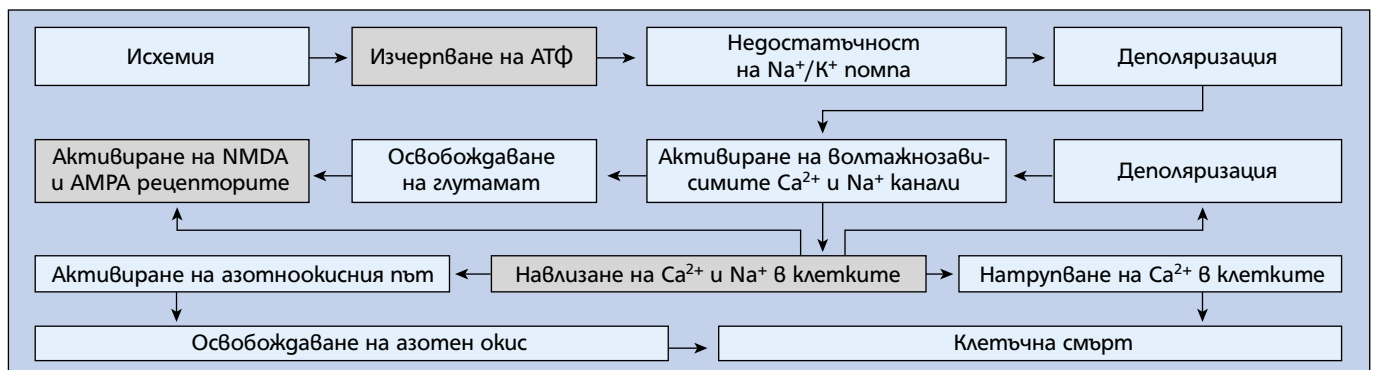 Исхемия
Изчерпване на АТФ
Недостатъчност
на Na⁺/K⁺ помпа
Деполяризация
Активиране на NMDA
и AMPA рецепторите
Освобождаване
на глутамат
Активиране на волтажнозави-
симите Ca²⁺ и Na⁺ канали
Деполяризация
Активиране на азотноокисния път
Навлизане на Ca²⁺ и Na⁺ в клетките
Натрупване на Ca²⁺ в клетките
Освобождаване на азотен окис
Клетъчна смърт